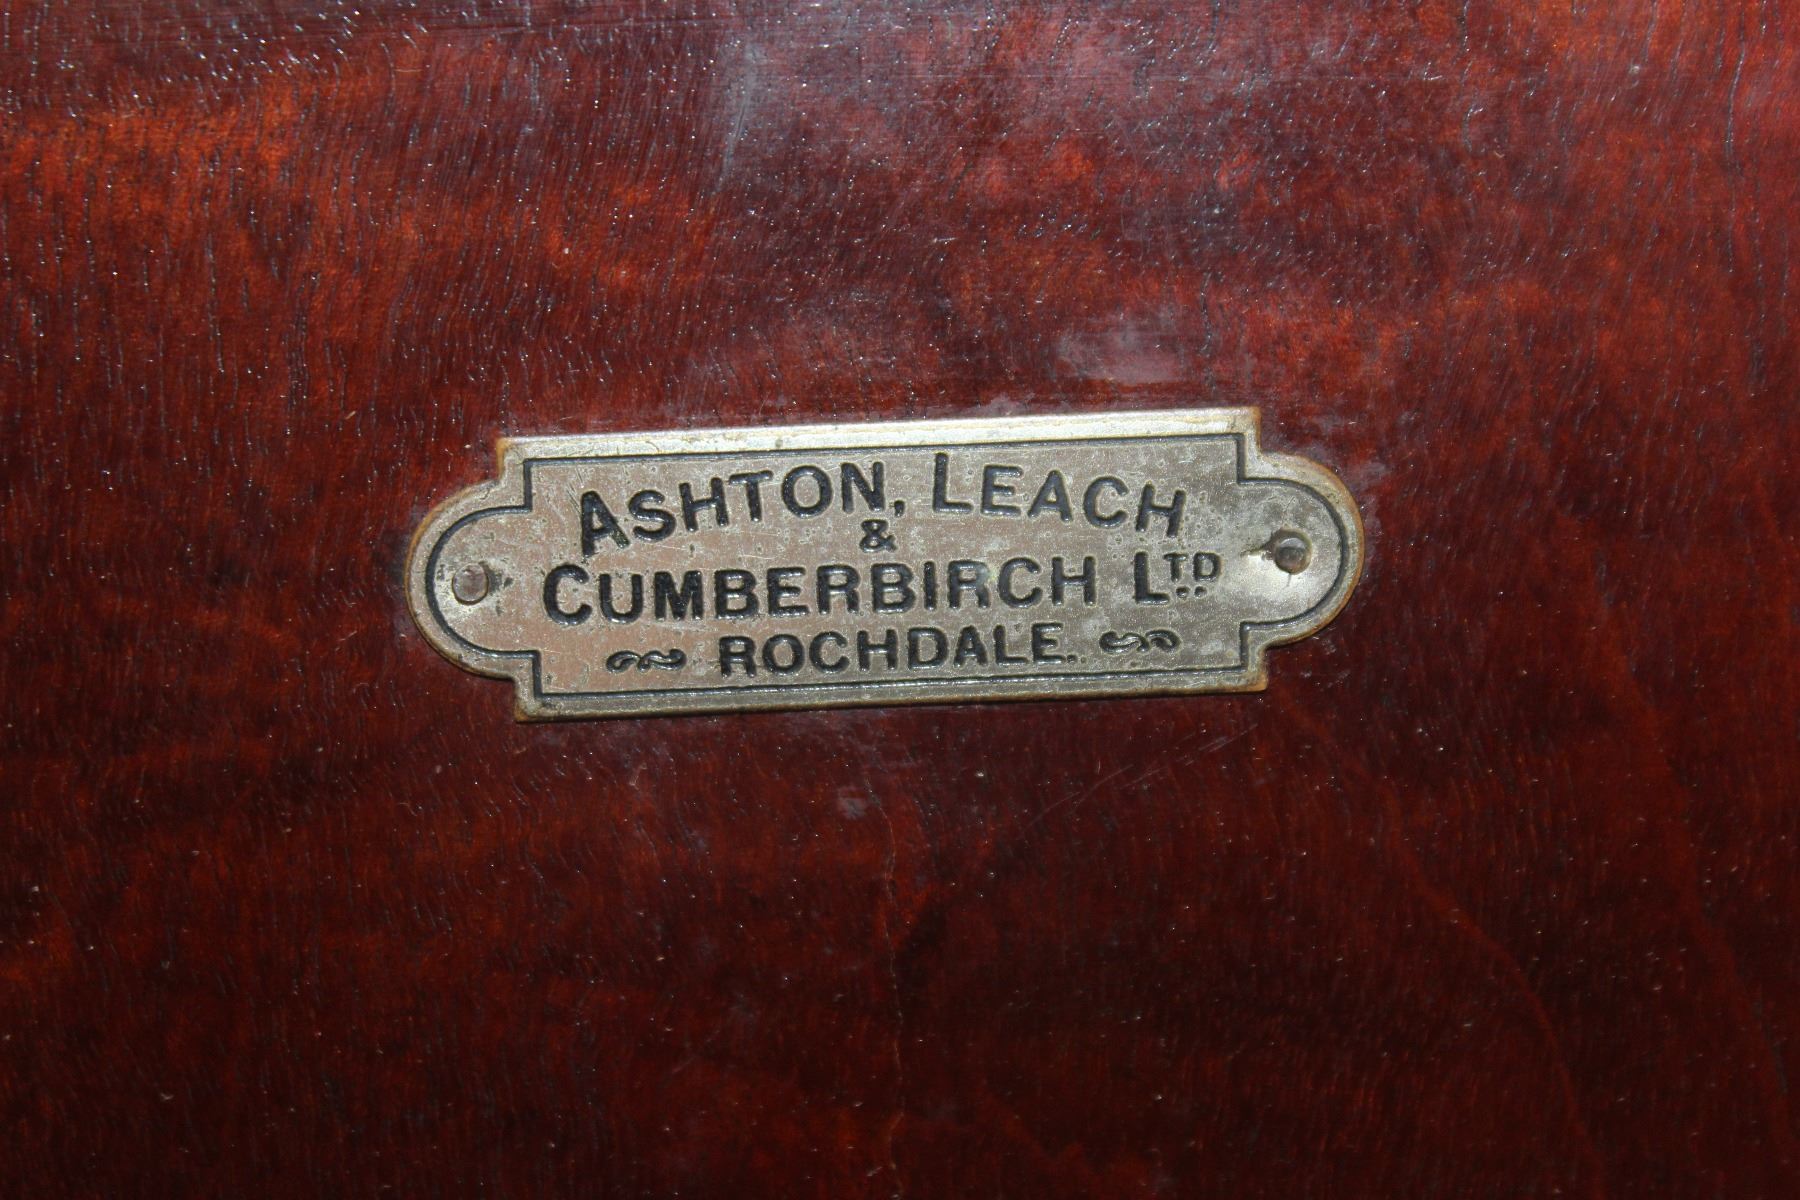 ASHTON, LEACH
&
CUMBERBIRCH LTD
ROCHDALE.